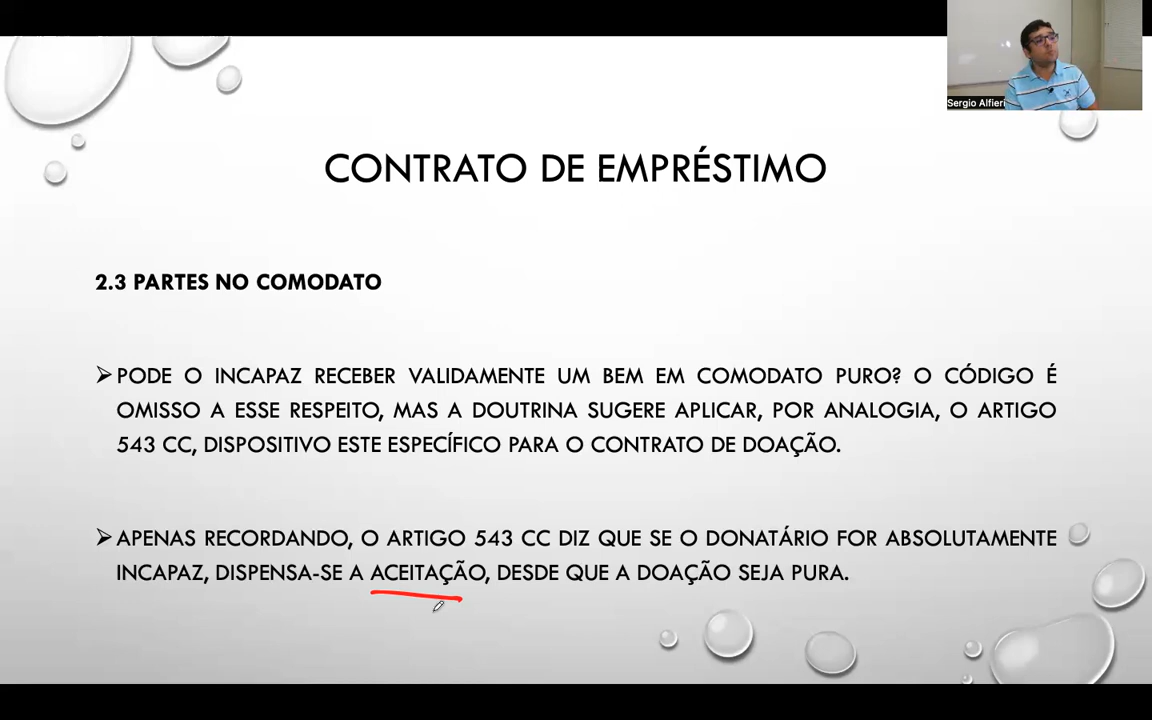 Sergio Alfieri
CONTRATO DE EMPRÉSTIMO
2.3 PARTES NO COMODATO
PODE O INCAPAZ RECEBER VALIDAMENTE UM BEM EM COMODATO PURO? O CÓDIGO É
OMISSO A ESSE RESPEITO, MAS A DOUTRINA SUGERE APLICAR, POR ANALOGIA, O ARTIGO
543 CC, DISPOSITIVO ESTE ESPECÍFICO PARA O CONTRATO DE DOAÇÃO.
APENAS RECORDANDO, O ARTIGO 543 CC DIZ QUE SE O DONATÁRIO FOR ABSOLUTAMENTE
INCAPAZ, DISPENSA-SE A ACEITAÇÃO, DESDE QUE A DOAÇÃO SEJA PURA.